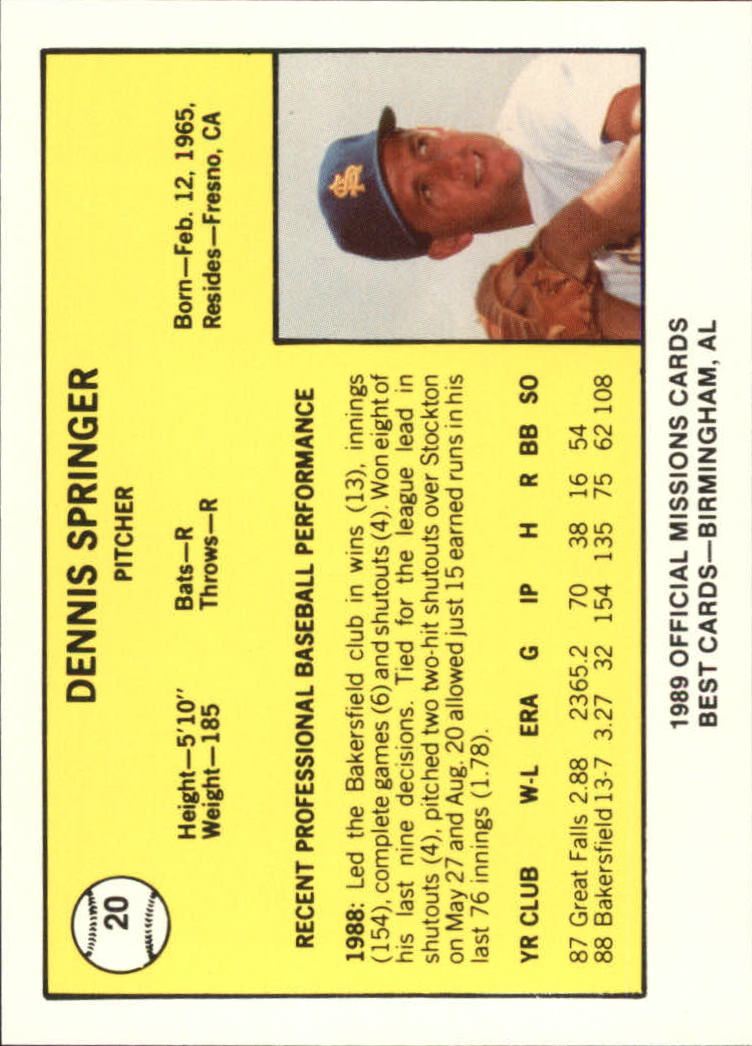 20
DENNIS SPRINGER
PITCHER
Height—5'10" Bats—R Born—Feb. 12, 1965,
Weight—185 Throws—R Resides—Fresno, CA
RECENT PROFESSIONAL BASEBALL PERFORMANCE
1988: Led the Bakersfield club in wins (13), innings
(154), complete games (6) and shutouts (4). Won eight of
his last nine decisions. Tied for the league lead in
shutouts (4), pitched two two-hit shutouts over Stockton
on May 27 and Aug. 20 allowed just 15 earned runs in his
last 76 innings (1.78).
YR CLUB W-L ERA G IP H R BB SO
87 Great Falls 2.88 2365.2 70 38 16 54
88 Bakersfield 13-7 3.27 32 154 135 75 62 108
1989 OFFICIAL MISSIONS CARDS
BEST CARDS—BIRMINGHAM, AL
SA